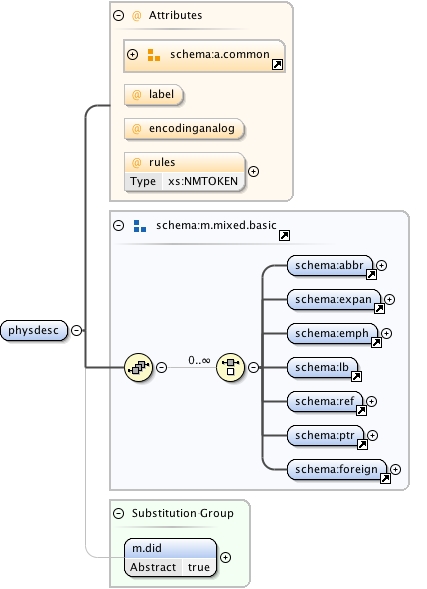 @ Attributes
schema:a.common
@ label
@ encodinganalog
@ rules
Type xs:NMTOKEN
schema:m.mixed.basic
schema:abbr
schema:expan
physdesc
schema:emph
0..∞
schema:lb
schema:ref
schema:ptr
schema:foreign
Substitution Group
m.did
Abstract true